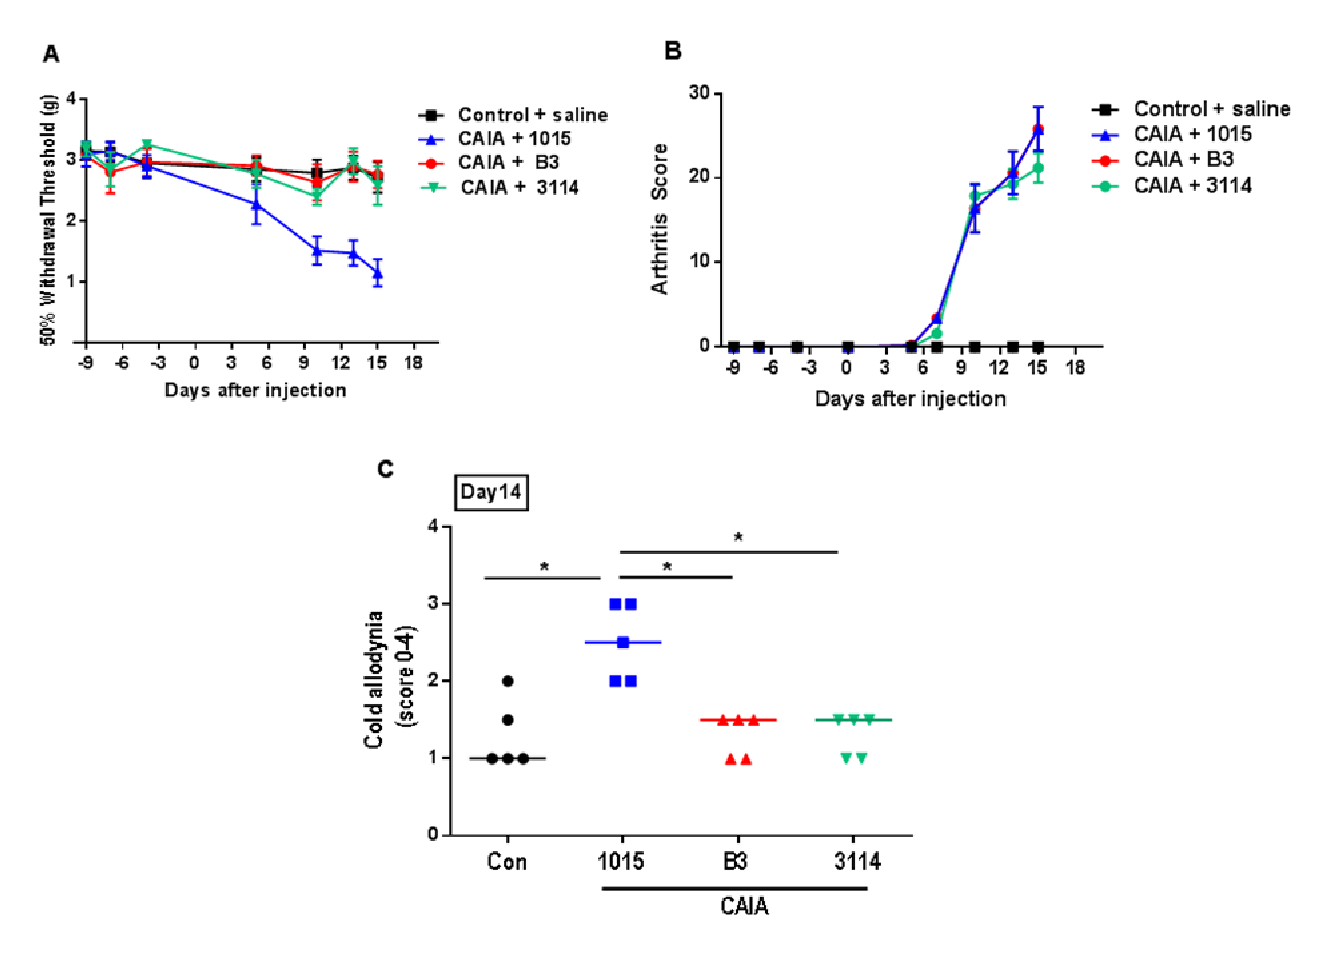 A
50% Withdrawal Threshold (g)
4
3
2
1
-9 -6 -3 0 3 6 9 12 15 18
Days after injection
Control + saline
CAIA + 1015
CAIA + B3
CAIA + 3114
B
Arthritis Score
30
20
10
0
-9 -6 -3 0 3 6 9 12 15 18
Days after injection
Control + saline
CAIA + 1015
CAIA + B3
CAIA + 3114
C
Day14
Cold allodynia
(score 0-4)
4
3
2
1
0
*
* *
Con 1015 B3 3114
CAIA